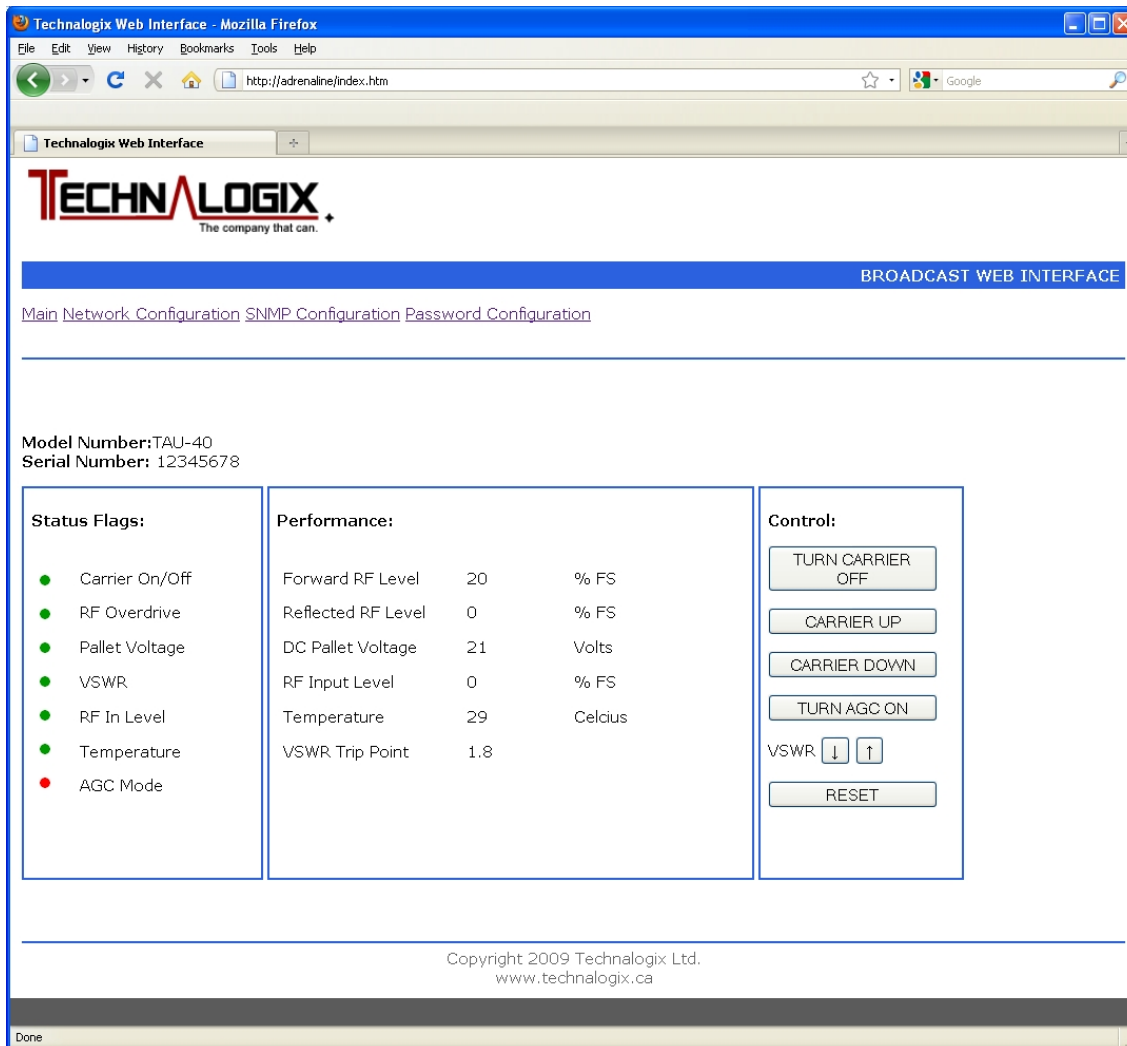 Technalogix Web Interface - Mozilla Firefox
File Edit View History Bookmarks Tools Help
http://adrenaline/index.htm
Google
Technalogix Web Interface
TECHNALOGIX
The company that can.
BROADCAST WEB INTERFACE
Main Network Configuration SNMP Configuration Password Configuration
Model Number:TAU-40
Serial Number: 12345678
Status Flags:
Carrier On/Off
RF Overdrive
Pallet Voltage
VSWR
RF In Level
Temperature
AGC Mode
Performance:
Forward RF Level 20 % FS
Reflected RF Level 0 % FS
DC Pallet Voltage 21 Volts
RF Input Level 0 % FS
Temperature 29 Celcius
VSWR Trip Point 1.8
Control:
TURN CARRIER
OFF
CARRIER UP
CARRIER DOWN
TURN AGC ON
VSWR ↓ ↑
RESET
Copyright 2009 Technalogix Ltd.
www.technalogix.ca
Done